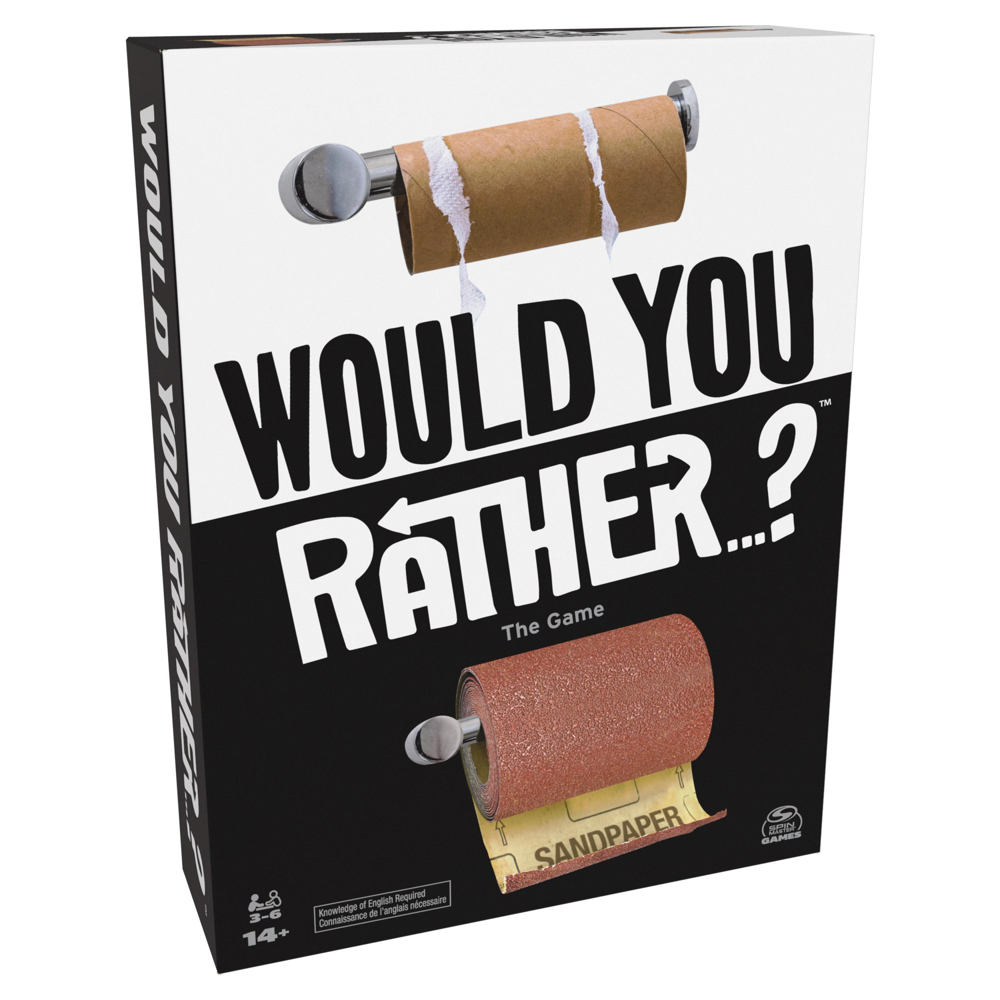 WOULD YOU
RATHER...?™
The Game
SANDPAPER
SPIN
MASTER
GAMES
3-6
14+
Knowledge of English Required
Connaissance de l'anglais nécessaire
WOULD YOU RATHER...?